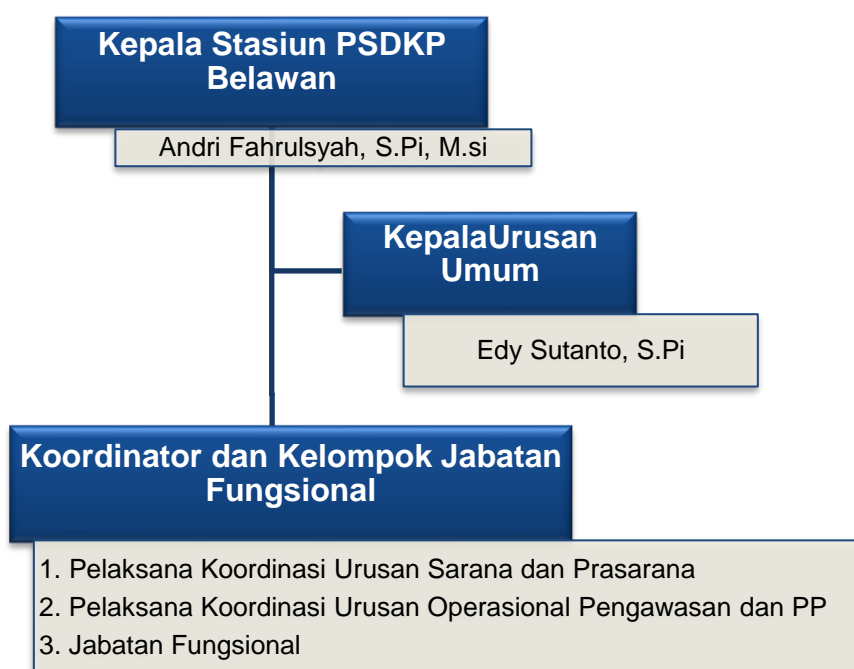 Kepala Stasiun PSDKP
Belawan
Andri Fahrulsyah, S.Pi, M.si
KepalaUrusan
Umum
Edy Sutanto, S.Pi
Koordinator dan Kelompok Jabatan
Fungsional
1. Pelaksana Koordinasi Urusan Sarana dan Prasarana
2. Pelaksana Koordinasi Urusan Operasional Pengawasan dan PP
3. Jabatan Fungsional